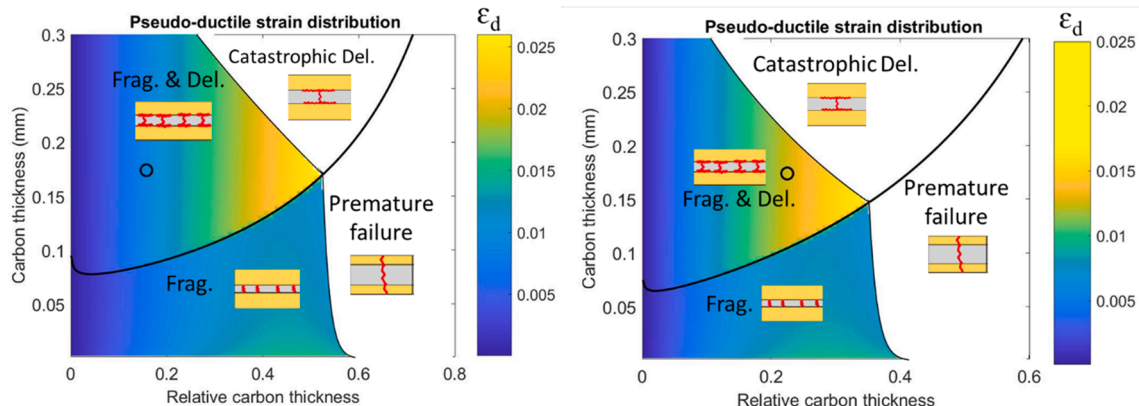 Pseudo-ductile strain distribution
εd
0.3
0.25
0.2
0.15
0.1
0.05
Carbon thickness (mm)
Frag. & Del.
Catastrophic Del.
Premature
failure
Frag.
0
0.2
0.4
0.6
0.8
Relative carbon thickness
0.025
0.02
0.015
0.01
0.005
Pseudo-ductile strain distribution
εd
0.3
0.25
0.2
0.15
0.1
0.05
Carbon thickness (mm)
Catastrophic Del.
Frag. & Del.
Premature
failure
Frag.
0
0.2
0.4
0.6
Relative carbon thickness
0.025
0.02
0.015
0.01
0.005